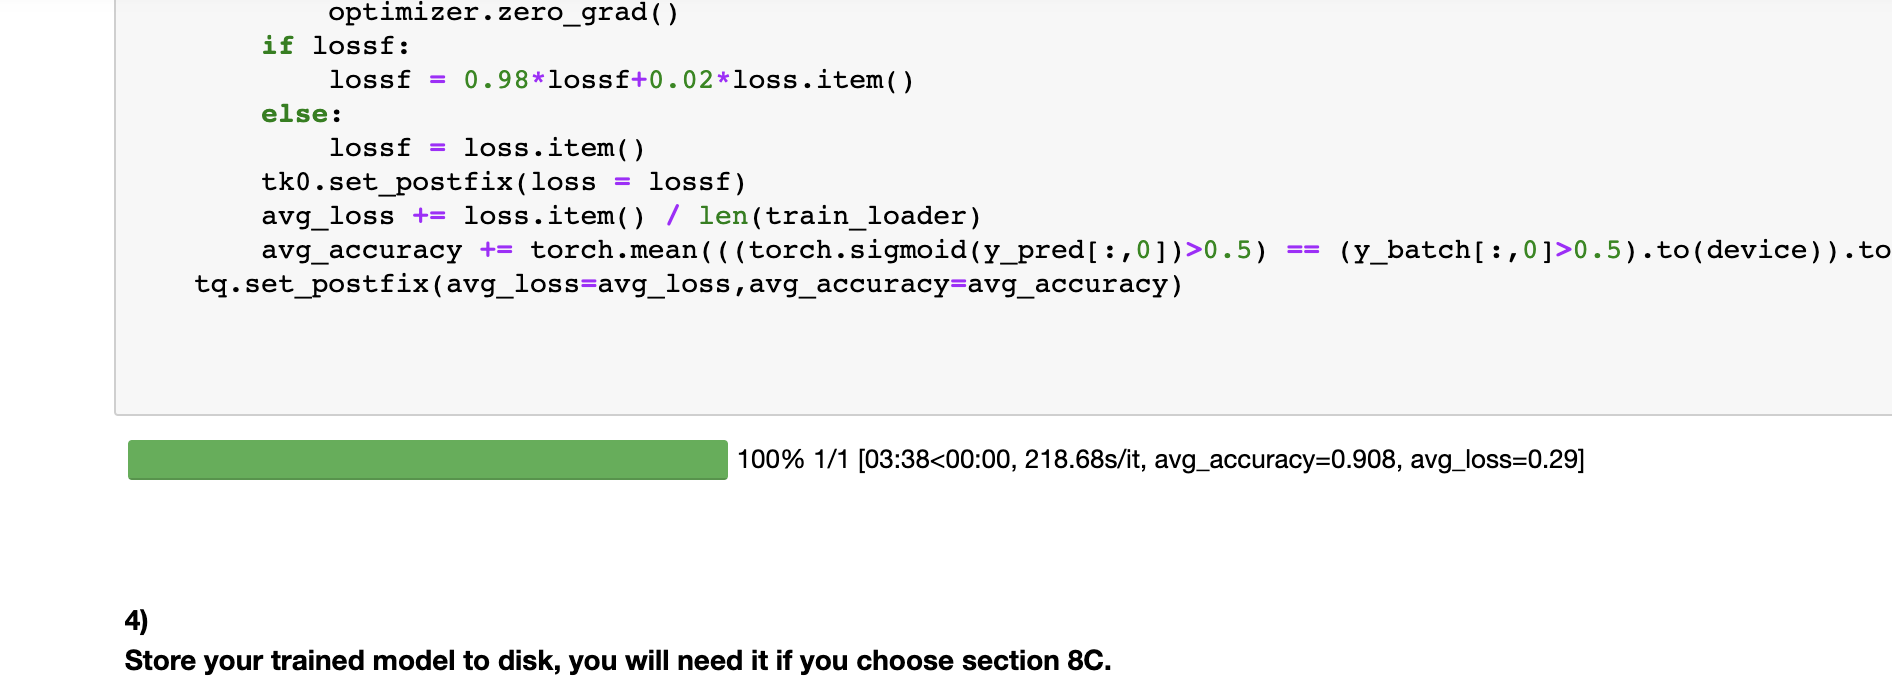 optimizer.zero_grad()
if lossf:
lossf = 0.98*lossf+0.02*loss.item()
else:
lossf = loss.item()
tk0.set_postfix(loss = lossf)
avg_loss += loss.item() / len(train_loader)
avg_accuracy += torch.mean(((torch.sigmoid(y_pred[:,0])>0.5) == (y_batch[:,0]>0.5).to(device)).to
tq.set_postfix(avg_loss=avg_loss,avg_accuracy=avg_accuracy)
100% 1/1 [03:38<00:00, 218.68s/it, avg_accuracy=0.908, avg_loss=0.29]
4)
Store your trained model to disk, you will need it if you choose section 8C.